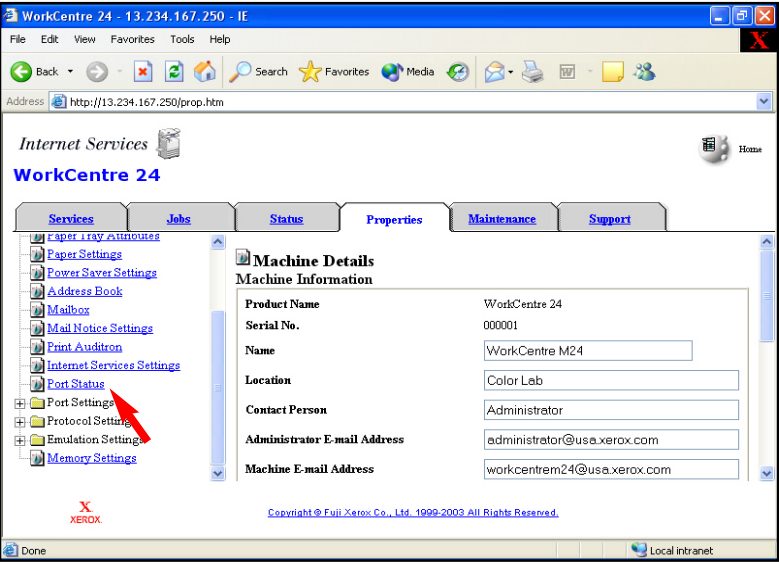 WorkCentre 24 - 13.234.167.250 - IE
File Edit View Favorites Tools Help
X
Back Search Favorites Media
Address http://13.234.167.250/prop.htm
Internet Services
Home
WorkCentre 24
Services Jobs Status Properties Maintenance Support
Paper Tray Attributes
Paper Settings
Power Saver Settings
Address Book
Mailbox
Mail Notice Settings
Print Auditron
Internet Services Settings
Port Status
Port Settings
Protocol Setting
Emulation Settings
Memory Settings
Machine Details
Machine Information
Product Name WorkCentre 24
Serial No. 000001
Name WorkCentre M24
Location Color Lab
Contact Person Administrator
Administrator E-mail Address administrator@usa.xerox.com
Machine E-mail Address workcentrem24@usa.xerox.com
X
XEROX.
Copyright © Fuji Xerox Co., Ltd. 1999-2003 All Rights Reserved.
Done Local intranet